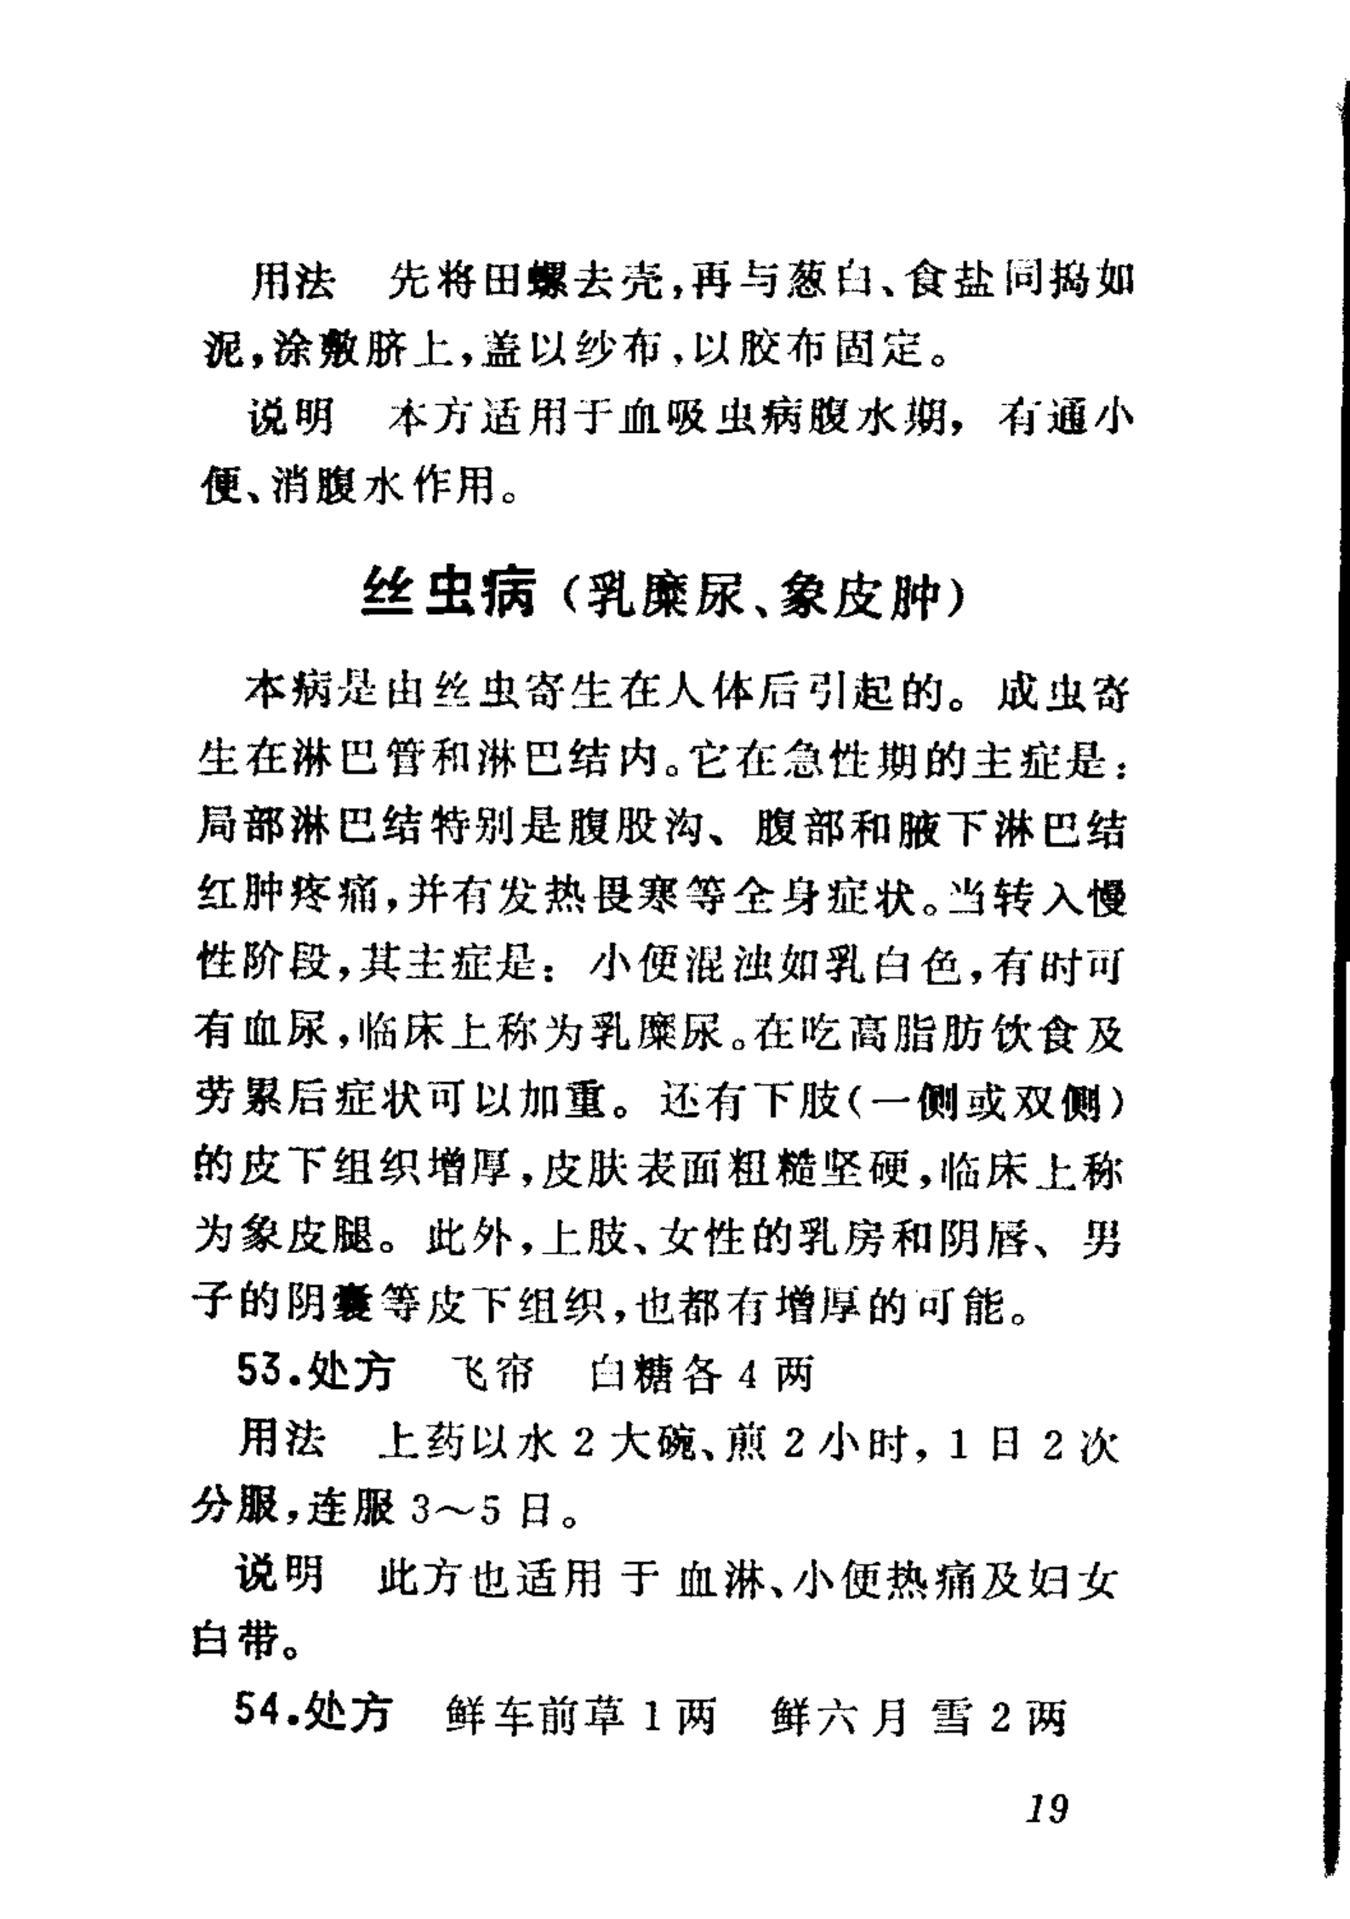 用法　先将田螺去壳，再与葱白、食盐同捣如
泥，涂敷脐上，盖以纱布，以胶布固定。
说明　本方适用于血吸虫病腹水期，有通小
便、消腹水作用。
丝虫病（乳糜尿、象皮肿）
本病是由丝虫寄生在人体后引起的。成虫寄
生在淋巴管和淋巴结内。它在急性期的主症是：
局部淋巴结特别是腹股沟、腹部和腋下淋巴结
红肿疼痛，并有发热畏寒等全身症状。当转入慢
性阶段，其主症是：小便混浊如乳白色，有时可
有血尿，临床上称为乳糜尿。在吃高脂肪饮食及
劳累后症状可以加重。还有下肢（一侧或双侧）
的皮下组织增厚，皮肤表面粗糙坚硬，临床上称
为象皮腿。此外，上肢、女性的乳房和阴唇、男
子的阴囊等皮下组织，也都有增厚的可能。
53.处方　飞帘　白糖各4两
用法　上药以水2大碗、煎2小时，1日2次
分服，连服3～5日。
说明　此方也适用于血淋、小便热痛及妇女
白带。
54.处方　鲜车前草1两　鲜六月雪2两
19